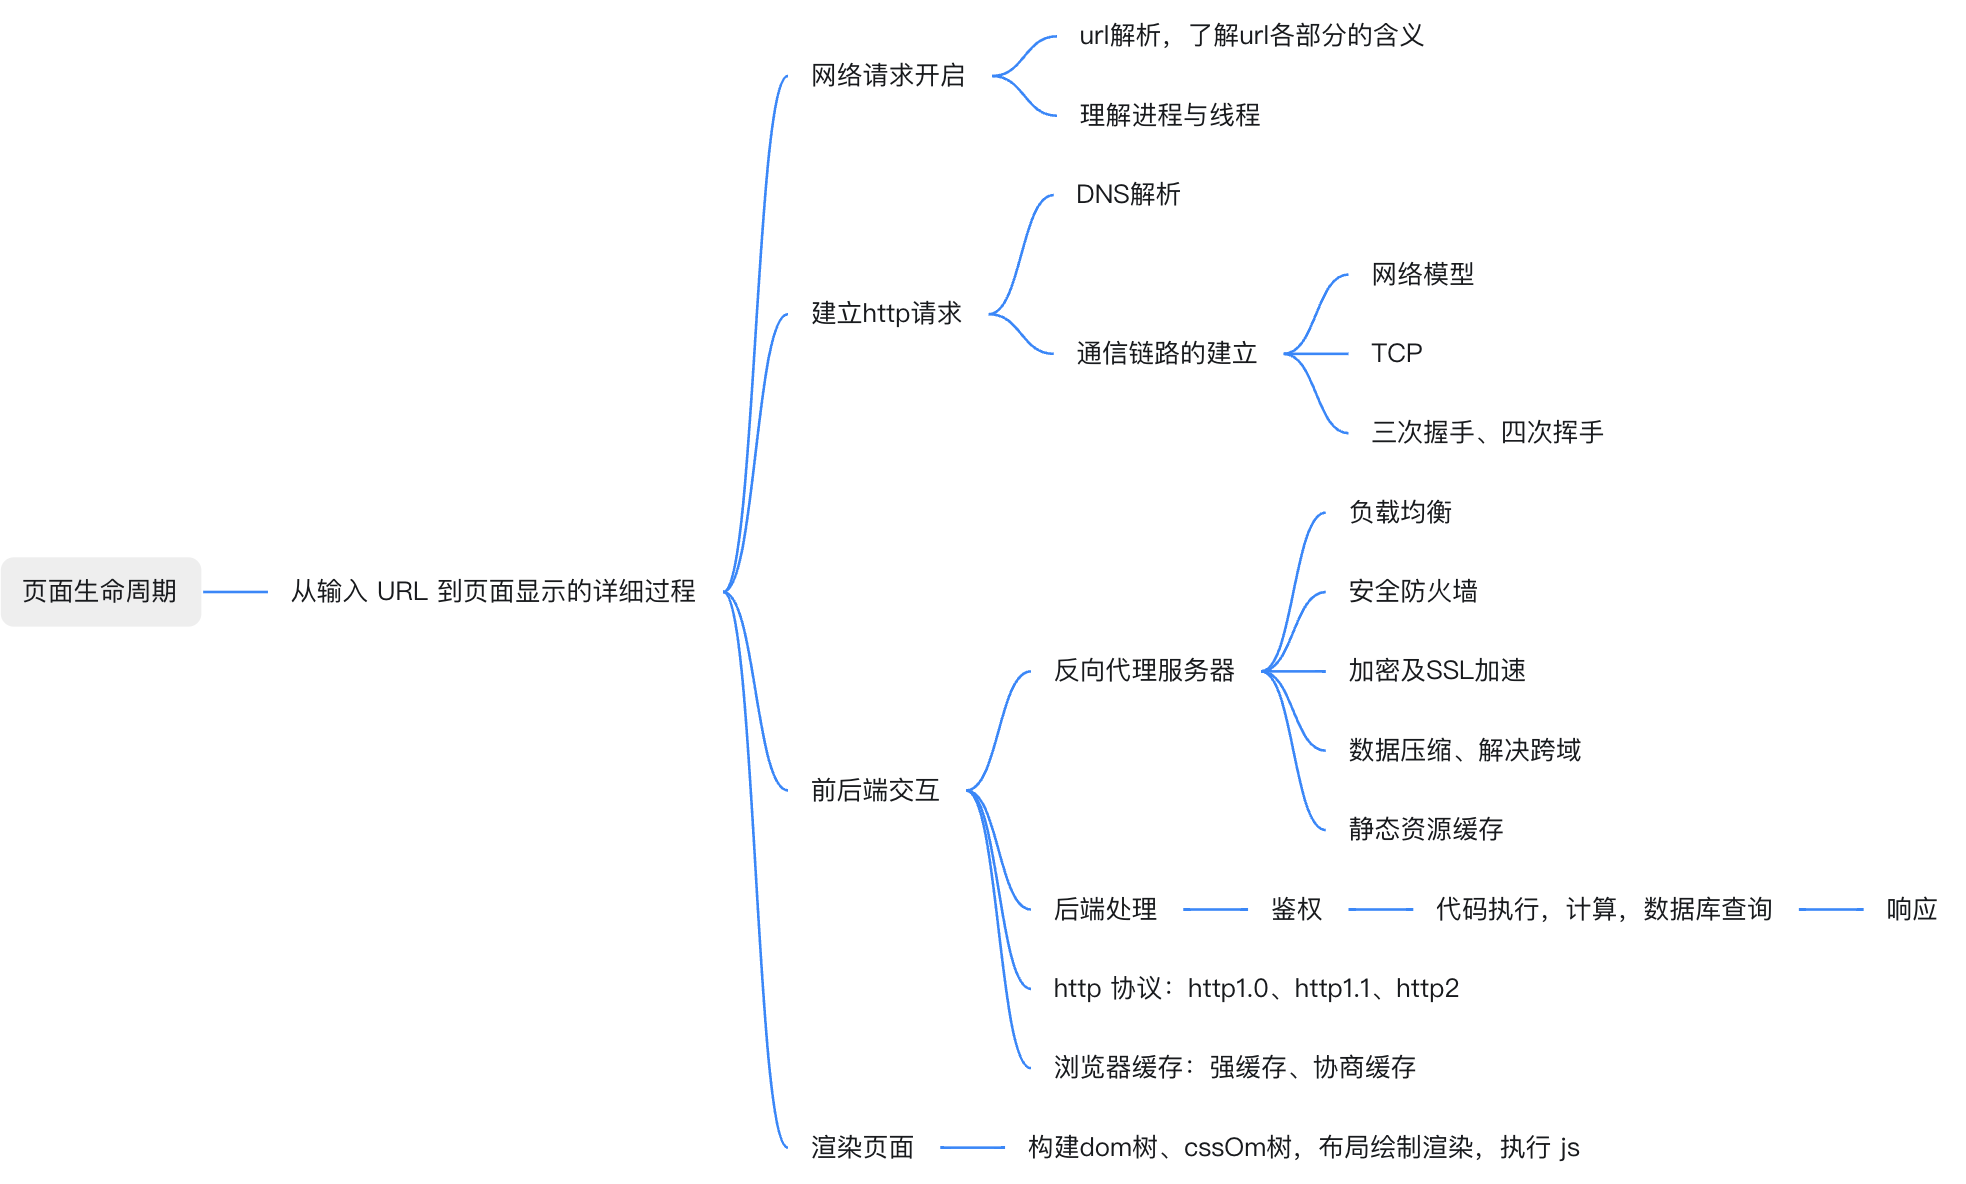 页面生命周期
从输入 URL 到页面显示的详细过程
网络请求开启
url解析，了解url各部分的含义
理解进程与线程
建立http请求
DNS解析
通信链路的建立
网络模型
TCP
三次握手、四次挥手
前后端交互
反向代理服务器
负载均衡
安全防火墙
加密及SSL加速
数据压缩、解决跨域
静态资源缓存
后端处理
鉴权
代码执行，计算，数据库查询
响应
http 协议：http1.0、http1.1、http2
浏览器缓存：强缓存、协商缓存
渲染页面
构建dom树、cssOm树，布局绘制渲染，执行 js